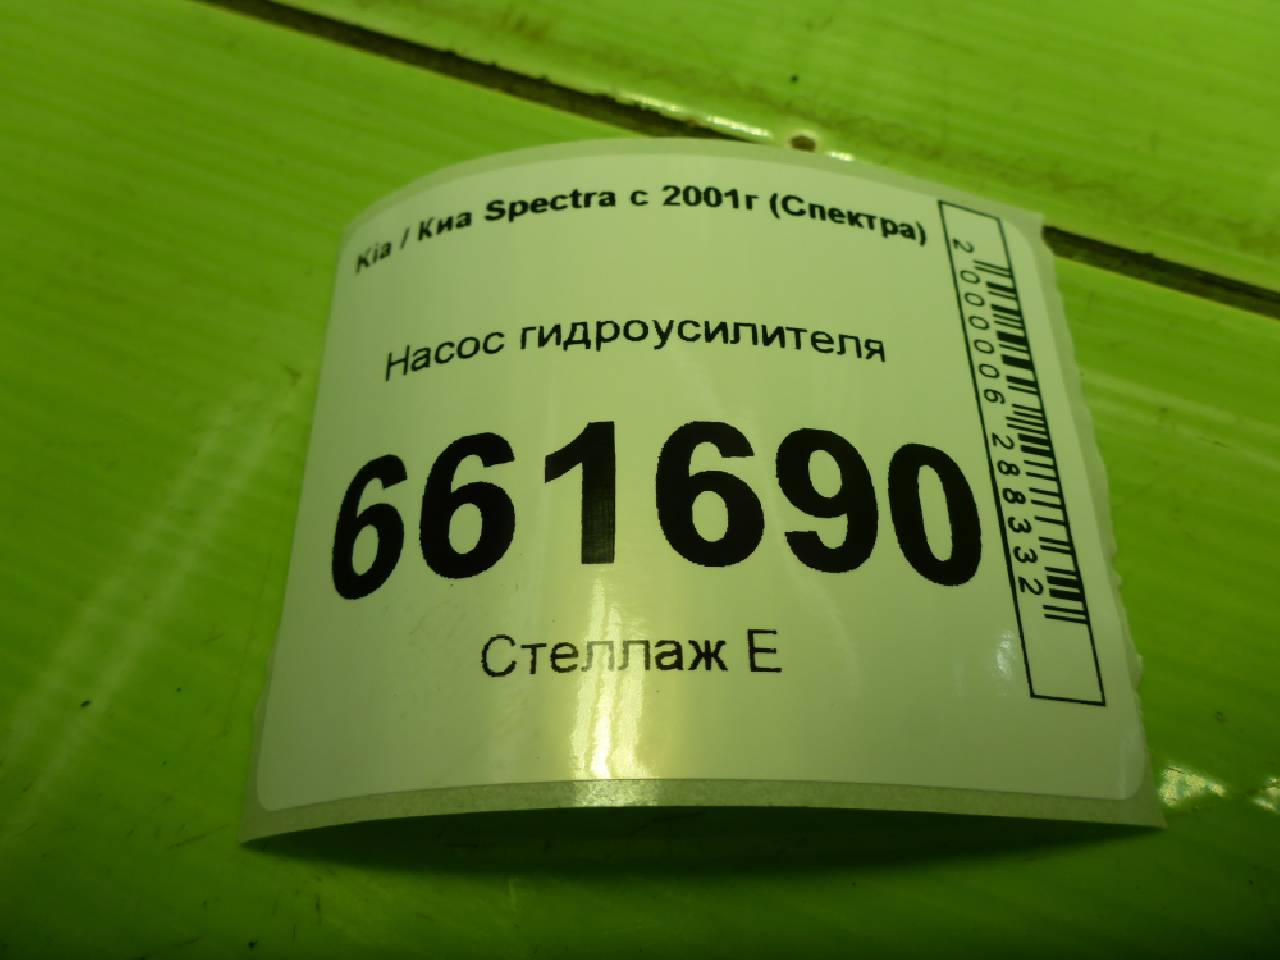 Kia / Киа Spectra с 2001г (Спектра)
Насос гидроусилителя
661690
Стеллаж Е
2000006288332